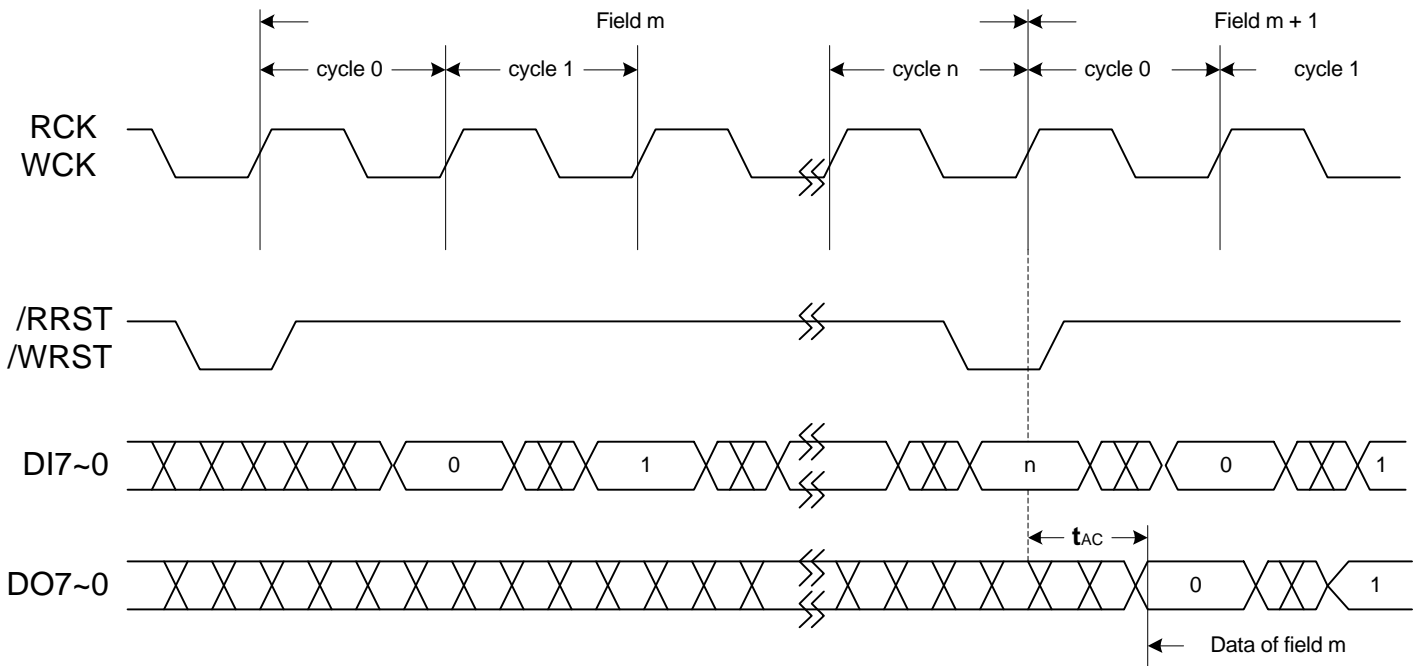 Field m
Field m + 1
cycle 0
cycle 1
cycle n
cycle 0
cycle 1
RCK
WCK
/RRST
/WRST
DI7~0
0
1
n
0
1
tAC
DO7~0
0
1
Data of field m